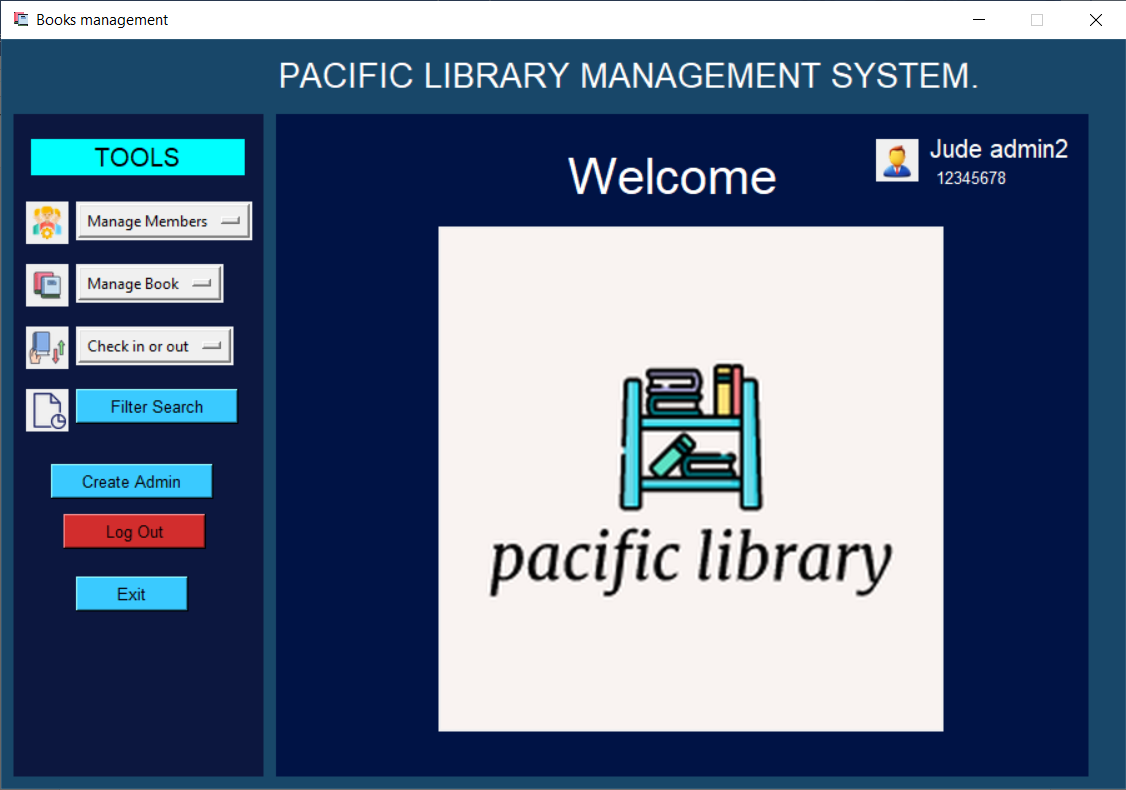 Books management
PACIFIC LIBRARY MANAGEMENT SYSTEM.
TOOLS
Manage Members
Manage Book
Check in or out
Filter Search
Create Admin
Log Out
Exit
Welcome
Jude admin2
12345678
pacific library